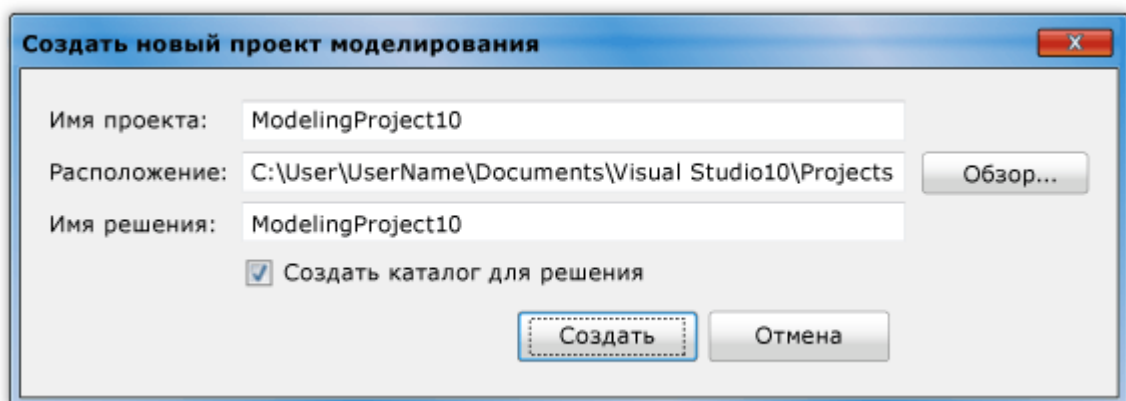 Создать новый проект моделирования
Имя проекта: ModelingProject10
Расположение: C:\User\UserName\Documents\Visual Studio10\Projects Обзор...
Имя решения: ModelingProject10
Создать каталог для решения
Создать Отмена